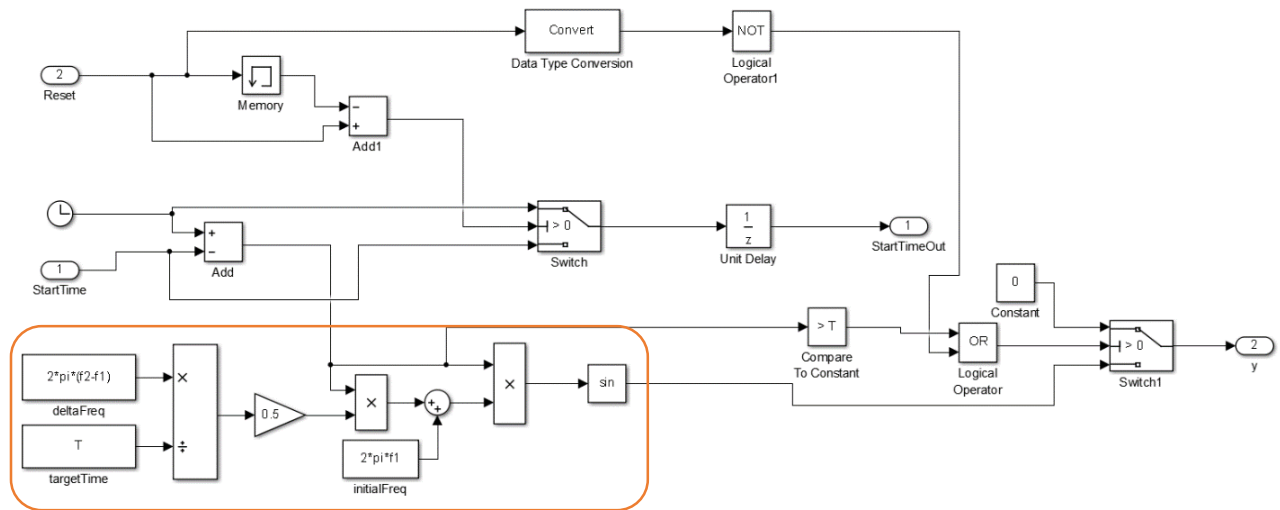 Convert
Data Type Conversion
NOT
Logical
Operator1
2
Reset
Memory
−
+
Add1
+
−
Add
1
StartTime
> 0
Switch
1
z
Unit Delay
1
StartTimeOut
0
Constant
> T
Compare
To Constant
OR
Logical
Operator
> 0
Switch1
2
y
2*pi*(f2-f1)
deltaFreq
T
targetTime
×
÷
0.5
×
+
+
2*pi*f1
initialFreq
×
sin